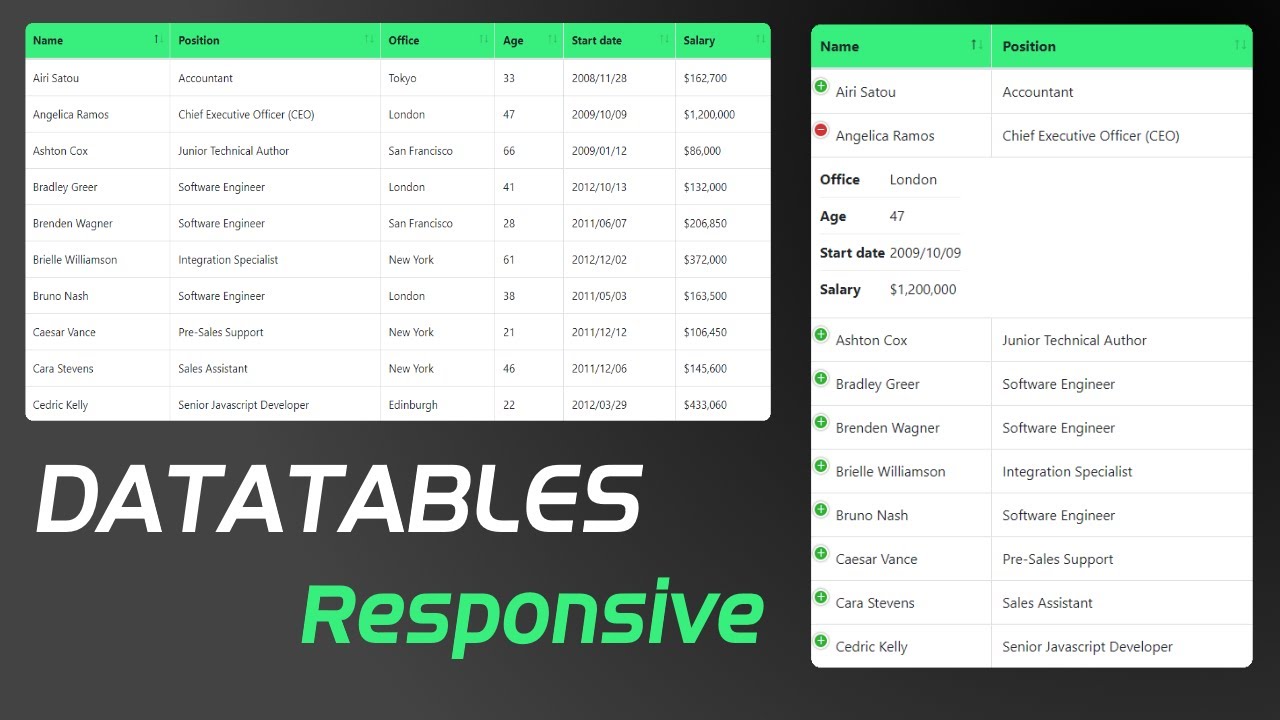 Name Position Office Age Start date Salary
Airi Satou Accountant Tokyo 33 2008/11/28 $162,700
Angelica Ramos Chief Executive Officer (CEO) London 47 2009/10/09 $1,200,000
Ashton Cox Junior Technical Author San Francisco 66 2009/01/12 $86,000
Bradley Greer Software Engineer London 41 2012/10/13 $132,000
Brenden Wagner Software Engineer San Francisco 28 2011/06/07 $206,850
Brielle Williamson Integration Specialist New York 61 2012/12/02 $372,000
Bruno Nash Software Engineer London 38 2011/05/03 $163,500
Caesar Vance Pre-Sales Support New York 21 2011/12/12 $106,450
Cara Stevens Sales Assistant New York 46 2011/12/06 $145,600
Cedric Kelly Senior Javascript Developer Edinburgh 22 2012/03/29 $433,060
DATATABLES
Responsive
Name Position
Airi Satou Accountant
Angelica Ramos Chief Executive Officer (CEO)
Office London
Age 47
Start date 2009/10/09
Salary $1,200,000
Ashton Cox Junior Technical Author
Bradley Greer Software Engineer
Brenden Wagner Software Engineer
Brielle Williamson Integration Specialist
Bruno Nash Software Engineer
Caesar Vance Pre-Sales Support
Cara Stevens Sales Assistant
Cedric Kelly Senior Javascript Developer